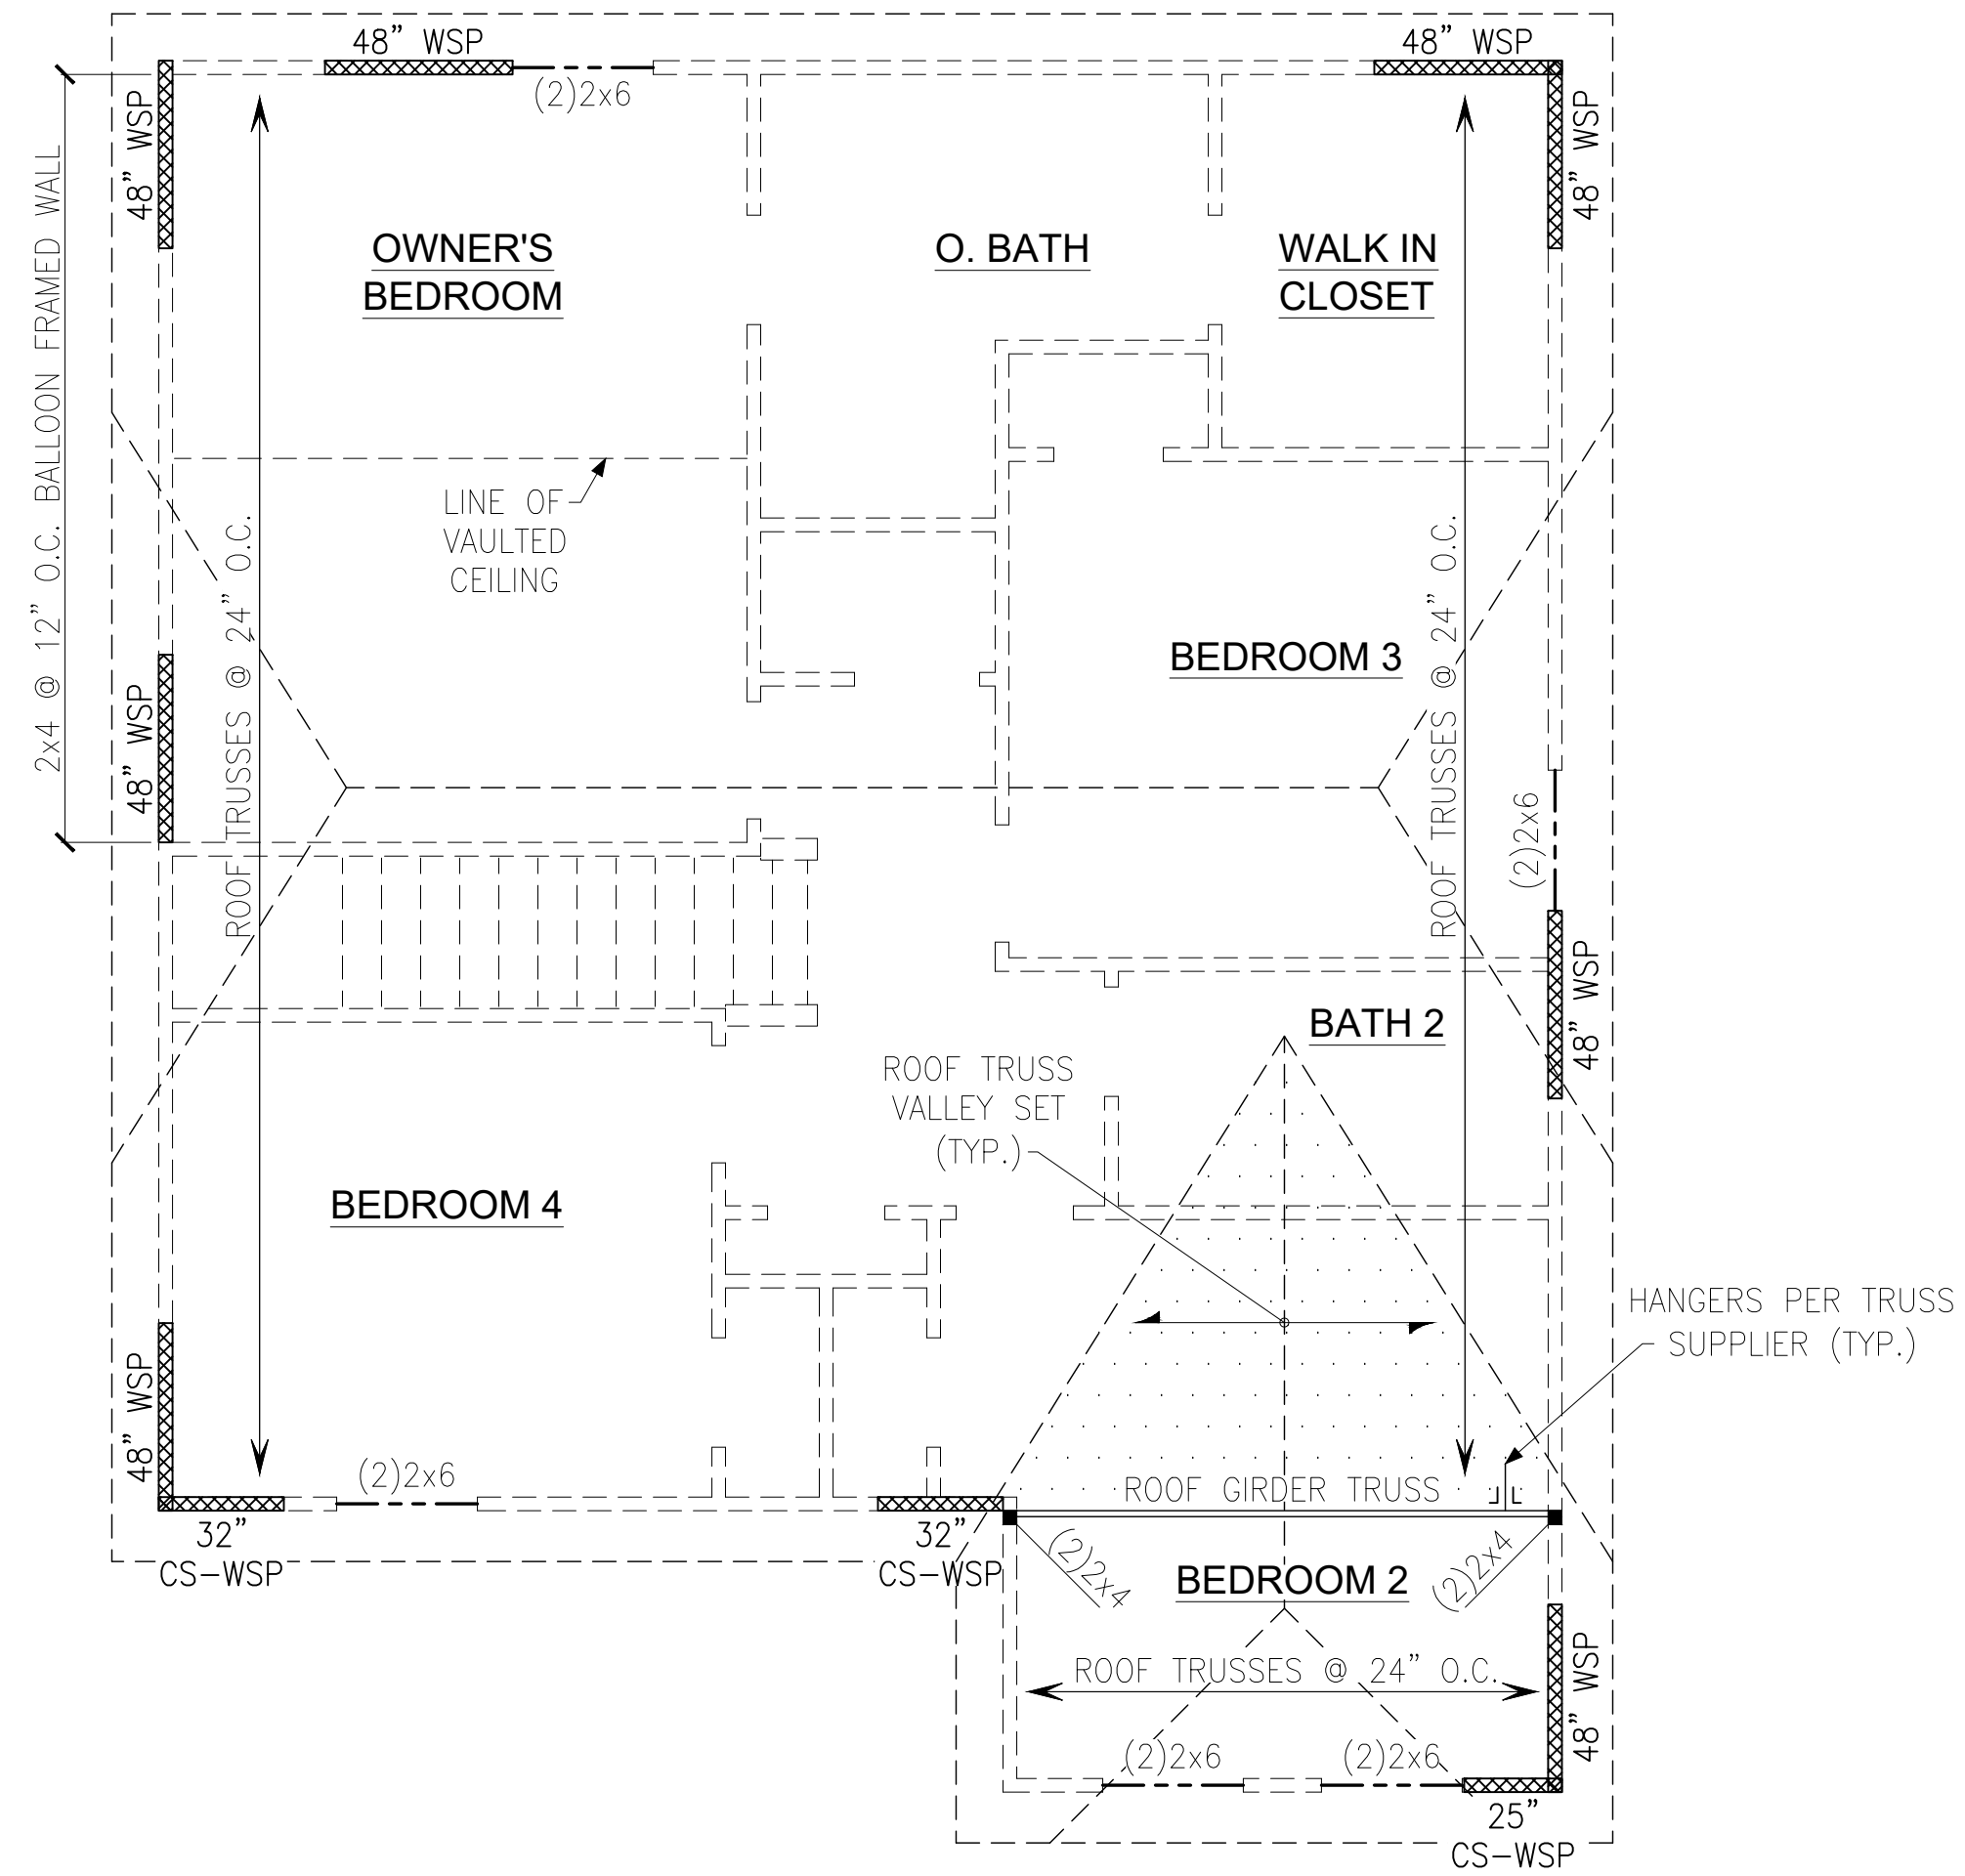 48” WSP
48” WSP
(2)2x6
48” WSP
48” WSP
2x4 @ 12” O.C. BALLOON FRAMED WALL
OWNER'S
BEDROOM
O. BATH
WALK IN
CLOSET
LINE OF
VAULTED
CEILING
ROOF TRUSSES @ 24” O.C.
ROOF TRUSSES @ 24” O.C.
BEDROOM 3
48” WSP
(2)2x6
48” WSP
BATH 2
ROOF TRUSS
VALLEY SET
(TYP.)
BEDROOM 4
HANGERS PER TRUSS
SUPPLIER (TYP.)
48” WSP
(2)2x6
ROOF GIRDER TRUSS
32”
CS-WSP
32”
CS-WSP
(2)2x4
(2)2x4
BEDROOM 2
ROOF TRUSSES @ 24” O.C.
48” WSP
(2)2x6
(2)2x6
25”
CS-WSP